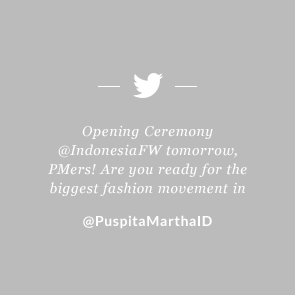 Opening Ceremony
@IndonesiaFW tomorrow,
PMers! Are you ready for the
biggest fashion movement in
@PuspitaMarthaID